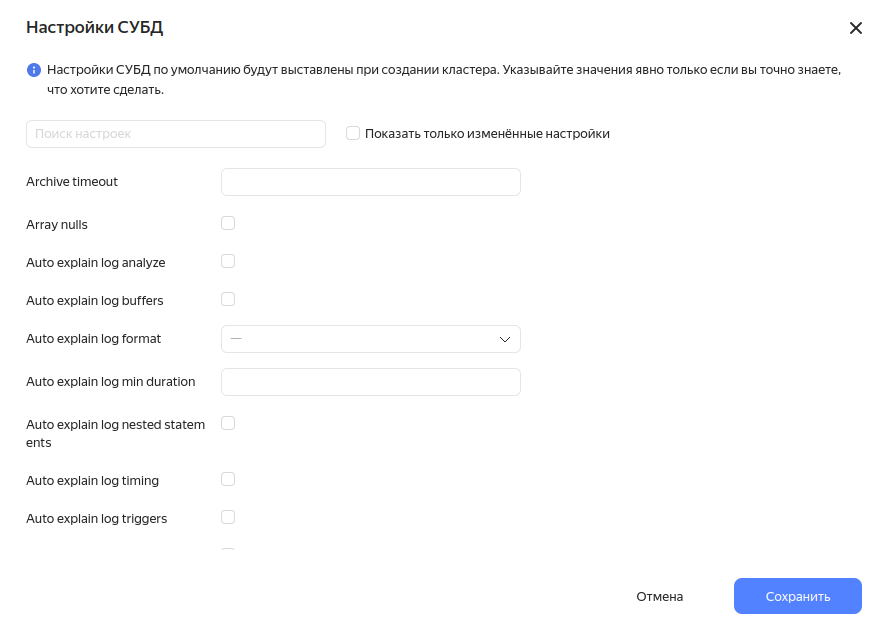 Настройки СУБД
Настройки СУБД по умолчанию будут выставлены при создании кластера. Указывайте значения явно только если вы точно знаете,
что хотите сделать.
Поиск настроек
Показать только изменённые настройки
Archive timeout
Array nulls
Auto explain log analyze
Auto explain log buffers
Auto explain log format
—
Auto explain log min duration
Auto explain log nested statem
ents
Auto explain log timing
Auto explain log triggers
Отмена
Сохранить